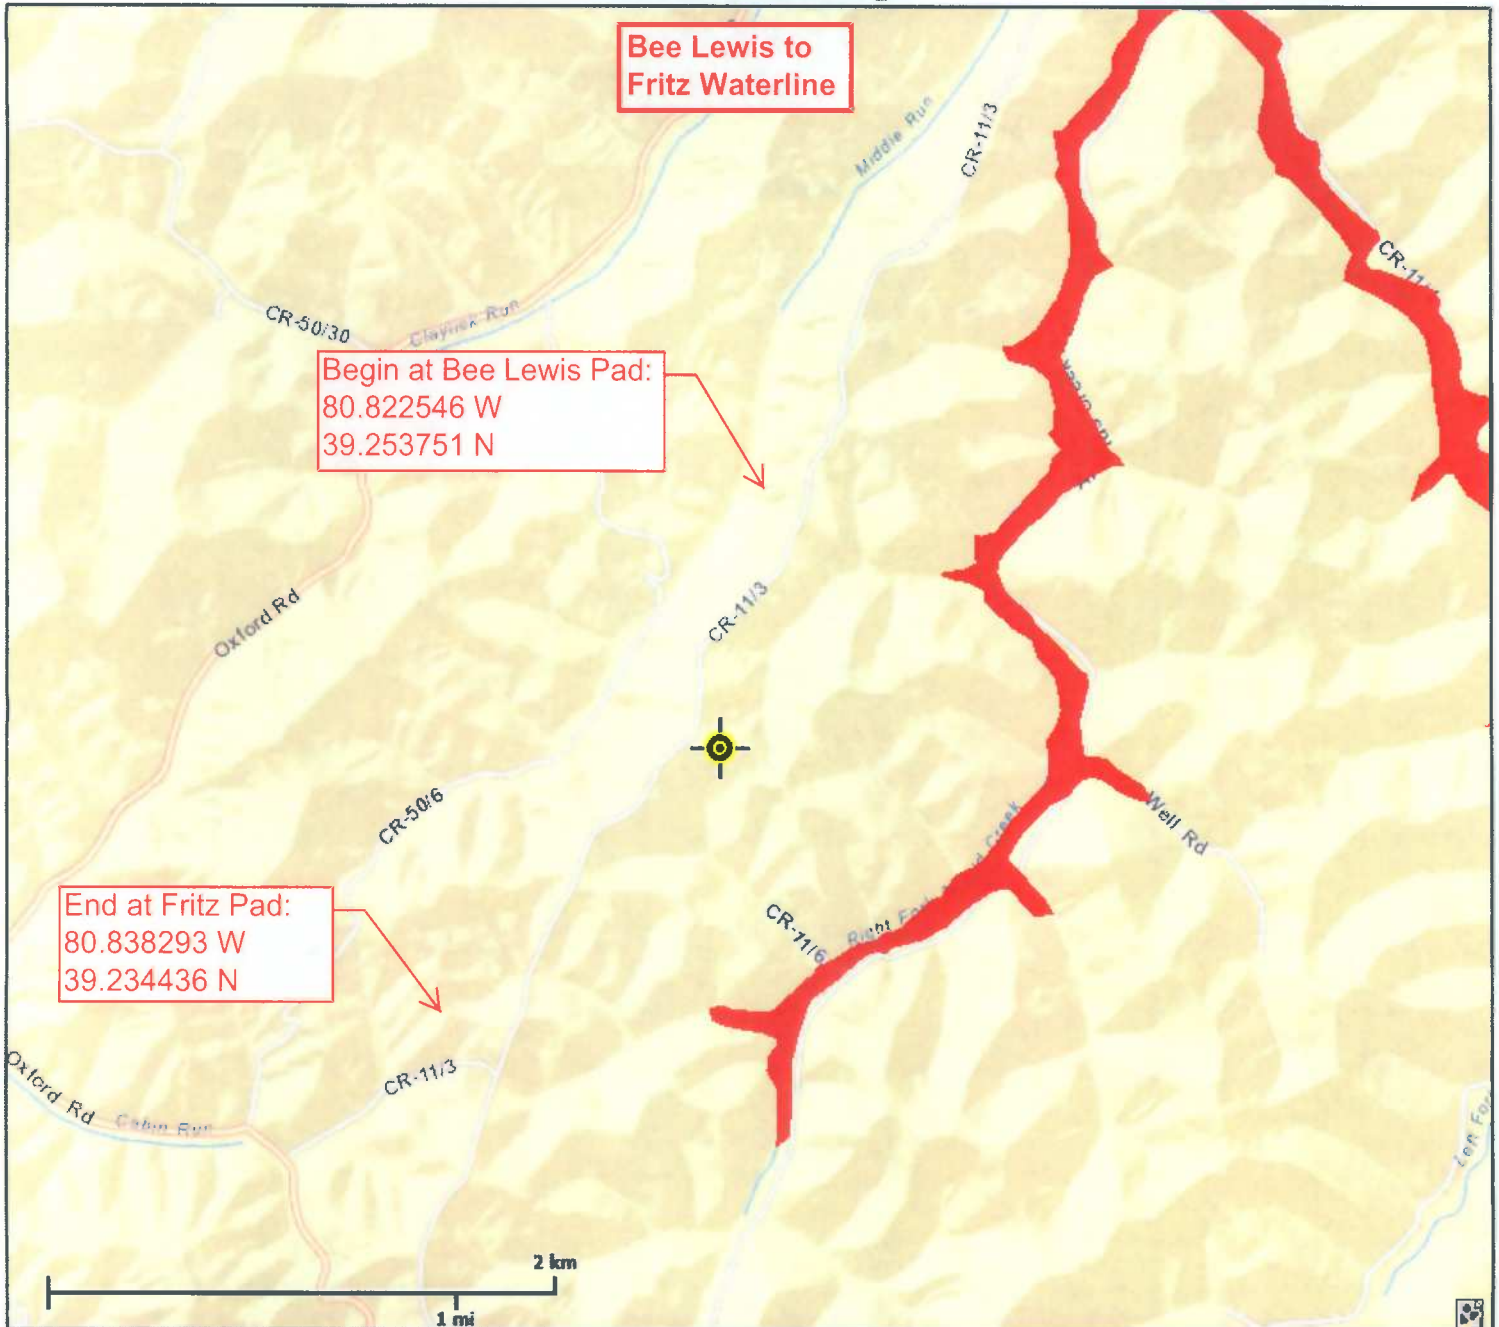 Bee Lewis to
Fritz Waterline
Middle Run
CR-11/3
CR-11/
CR-50/30
Claylick Run
Begin at Bee Lewis Pad:
80.822546 W
39.253751 N
Creek
Oxford Rd
CR-11/3
CR-50/6
Well Rd
Creek
Right
CR-11/6
End at Fritz Pad:
80.838293 W
39.234436 N
CR-11/3
Oxford Rd
Cabin Run
2 km
1 mi